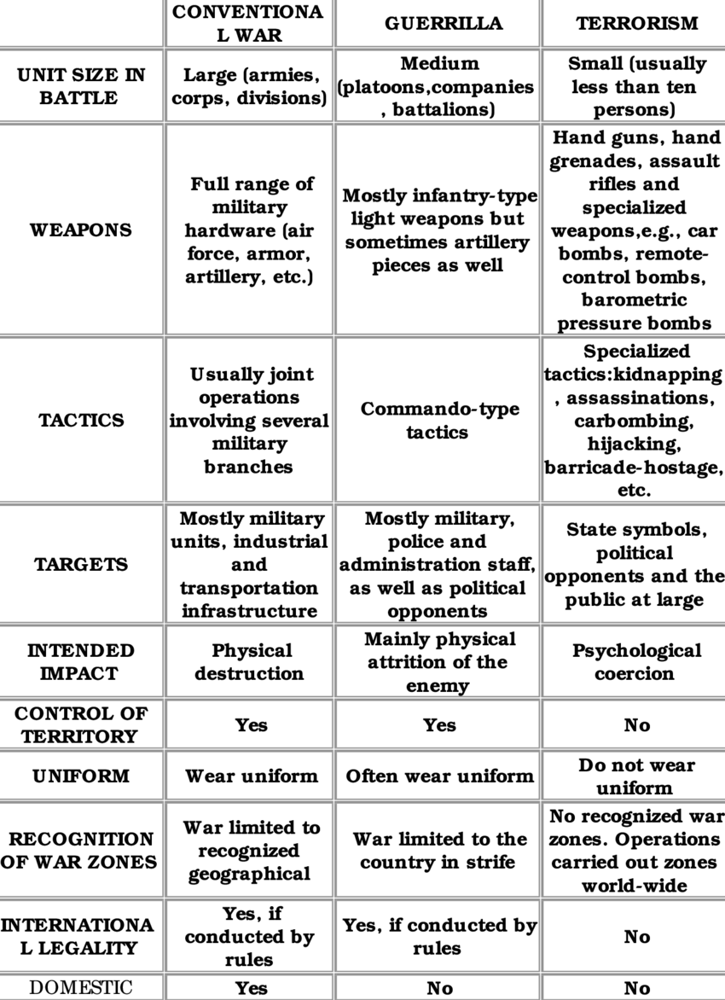 CONVENTIONA
L WAR
GUERRILLA
TERRORISM
UNIT SIZE IN
BATTLE
Large (armies,
corps, divisions)
Medium
(platoons,companies
, battalions)
Small (usually
less than ten
persons)
WEAPONS
Full range of
military
hardware (air
force, armor,
artillery, etc.)
Mostly infantry-type
light weapons but
sometimes artillery
pieces as well
Hand guns, hand
grenades, assault
rifles and
specialized
weapons,e.g., car
bombs, remote-
control bombs,
barometric
pressure bombs
TACTICS
Usually joint
operations
involving several
military
branches
Commando-type
tactics
Specialized
tactics:kidnapping
, assassinations,
carbombing,
hijacking,
barricade-hostage,
etc.
TARGETS
Mostly military
units, industrial
and
transportation
infrastructure
Mostly military,
police and
administration staff,
as well as political
opponents
State symbols,
political
opponents and the
public at large
INTENDED
IMPACT
Physical
destruction
Mainly physical
attrition of the
enemy
Psychological
coercion
CONTROL OF
TERRITORY
Yes
Yes
No
UNIFORM
Wear uniform
Often wear uniform
Do not wear
uniform
RECOGNITION
OF WAR ZONES
War limited to
recognized
geographical
War limited to the
country in strife
No recognized war
zones. Operations
carried out zones
world-wide
INTERNATIONA
L LEGALITY
Yes, if
conducted by
rules
Yes, if conducted by
rules
No
DOMESTIC
Yes
No
No